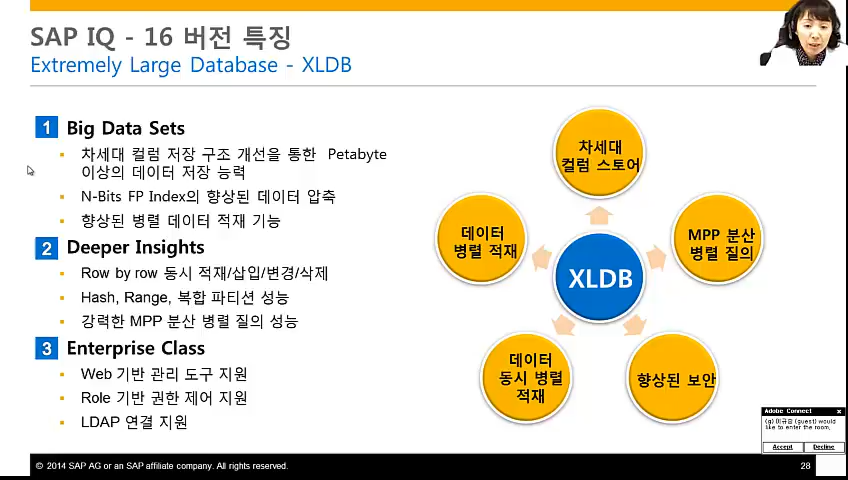 SAP IQ - 16 버전 특징
Extremely Large Database - XLDB
1 Big Data Sets
차세대 컬럼 저장 구조 개선을 통한 Petabyte
이상의 데이터 저장 능력
N-Bits FP Index의 향상된 데이터 압축
향상된 병렬 데이터 적재 기능
2 Deeper Insights
Row by row 동시 적재/삽입/변경/삭제
Hash, Range, 복합 파티션 성능
강력한 MPP 분산 병렬 질의 성능
3 Enterprise Class
Web 기반 관리 도구 지원
Role 기반 권한 제어 지원
LDAP 연결 지원
차세대
컬럼 스토어
데이터
병렬 적재
MPP 분산
병렬 질의
XLDB
데이터
동시 병렬
적재
향상된 보안
Adobe Connect
(guest) would
like to enter the room.
Accept
Decline
© 2014 SAP AG or an SAP affiliate company. All rights reserved.
28